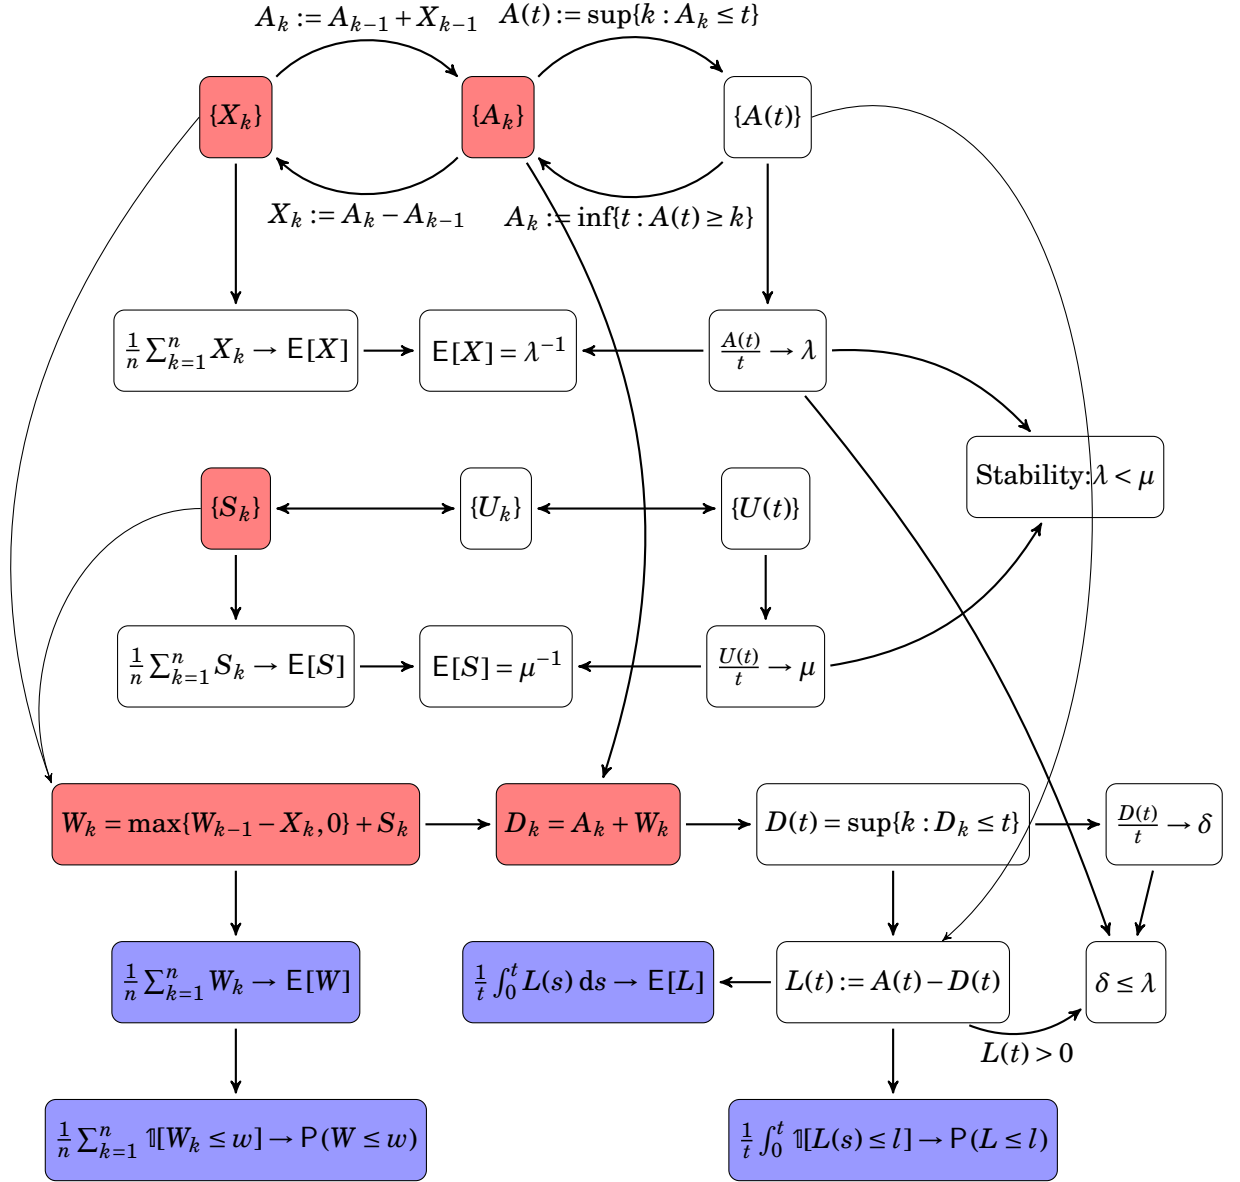 A_k := A_{k−1} + X_{k−1}
A(t) := sup{k : A_k ≤ t}
{X_k}
{A_k}
{A(t)}
X_k := A_k − A_{k−1}
A_k := inf{t : A(t) ≥ k}
1/n ∑_{k=1}^n X_k → E[X]
E[X] = λ^{−1}
A(t)/t → λ
Stability:λ < μ
{S_k}
{U_k}
{U(t)}
1/n ∑_{k=1}^n S_k → E[S]
E[S] = μ^{−1}
U(t)/t → μ
W_k = max{W_{k−1} − X_k, 0} + S_k
D_k = A_k + W_k
D(t) = sup{k : D_k ≤ t}
D(t)/t → δ
1/n ∑_{k=1}^n W_k → E[W]
1/t ∫_0^t L(s) ds → E[L]
L(t) := A(t) − D(t)
δ ≤ λ
L(t) > 0
1/n ∑_{k=1}^n 𝟙[W_k ≤ w] → P(W ≤ w)
1/t ∫_0^t 𝟙[L(s) ≤ l] → P(L ≤ l)